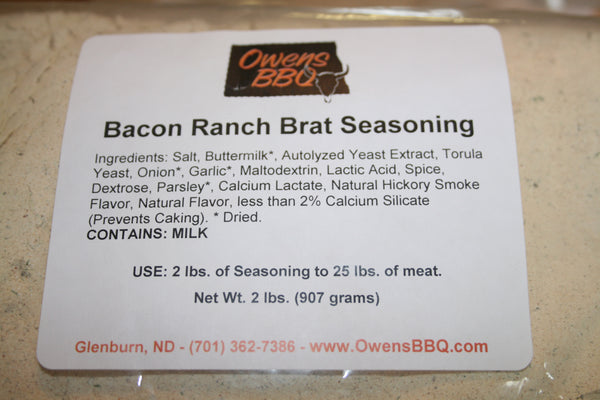 Owens
BBQ
Bacon Ranch Brat Seasoning
Ingredients: Salt, Buttermilk*, Autolyzed Yeast Extract, Torula
Yeast, Onion*, Garlic*, Maltodextrin, Lactic Acid, Spice,
Dextrose, Parsley*, Calcium Lactate, Natural Hickory Smoke
Flavor, Natural Flavor, less than 2% Calcium Silicate
(Prevents Caking). * Dried.
CONTAINS: MILK
USE: 2 lbs. of Seasoning to 25 lbs. of meat.
Net Wt. 2 lbs. (907 grams)
Glenburn, ND - (701) 362-7386 - www.OwensBBQ.com